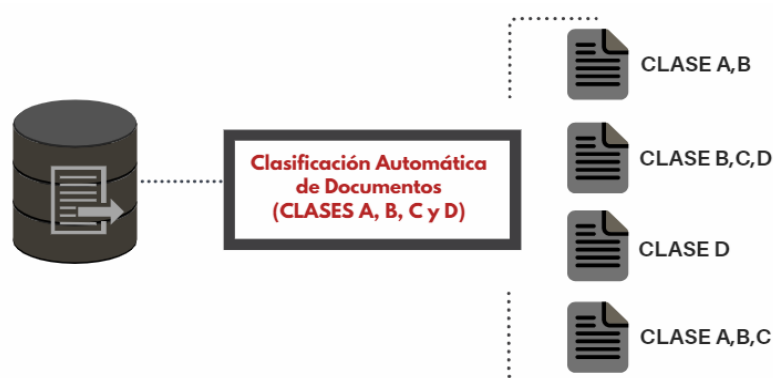 Clasificación Automática
de Documentos
(CLASES A, B, C y D)
CLASE A,B
CLASE B,C,D
CLASE D
CLASE A,B,C